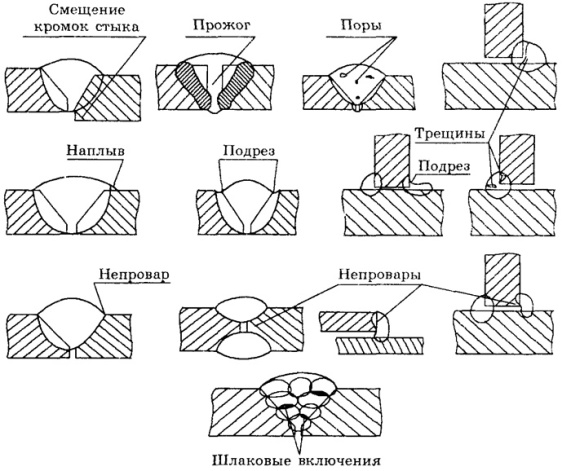 Смещение
кромок стыка
Прожог
Поры
Трещины
Наплыв
Подрез
Подрез
Непровар
Непровары
Шлаковые включения